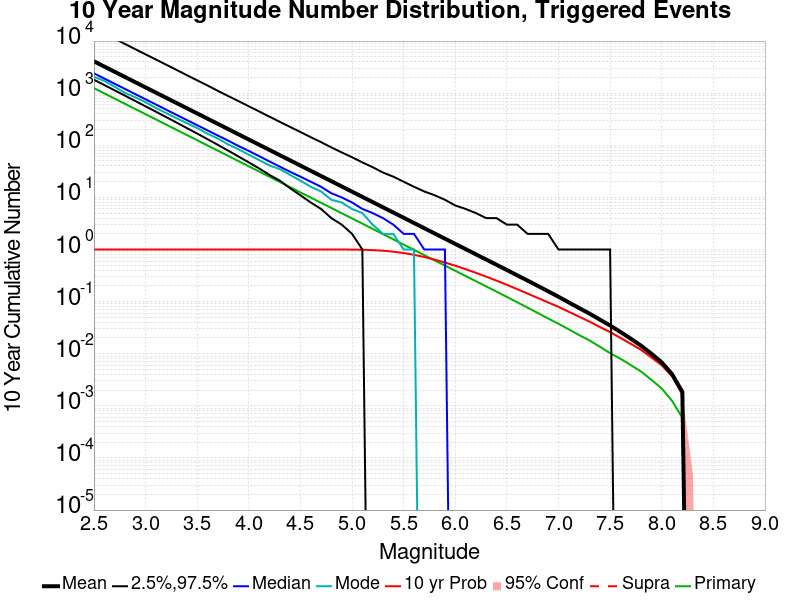 10 Year Magnitude Number Distribution, Triggered Events
10 Year Cumulative Number
10^4
10^3
10^2
10^1
10^0
10^-1
10^-2
10^-3
10^-4
10^-5
2.5 3.0 3.5 4.0 4.5 5.0 5.5 6.0 6.5 7.0 7.5 8.0 8.5 9.0
Magnitude
Mean 2.5%,97.5% Median Mode 10 yr Prob 95% Conf Supra Primary